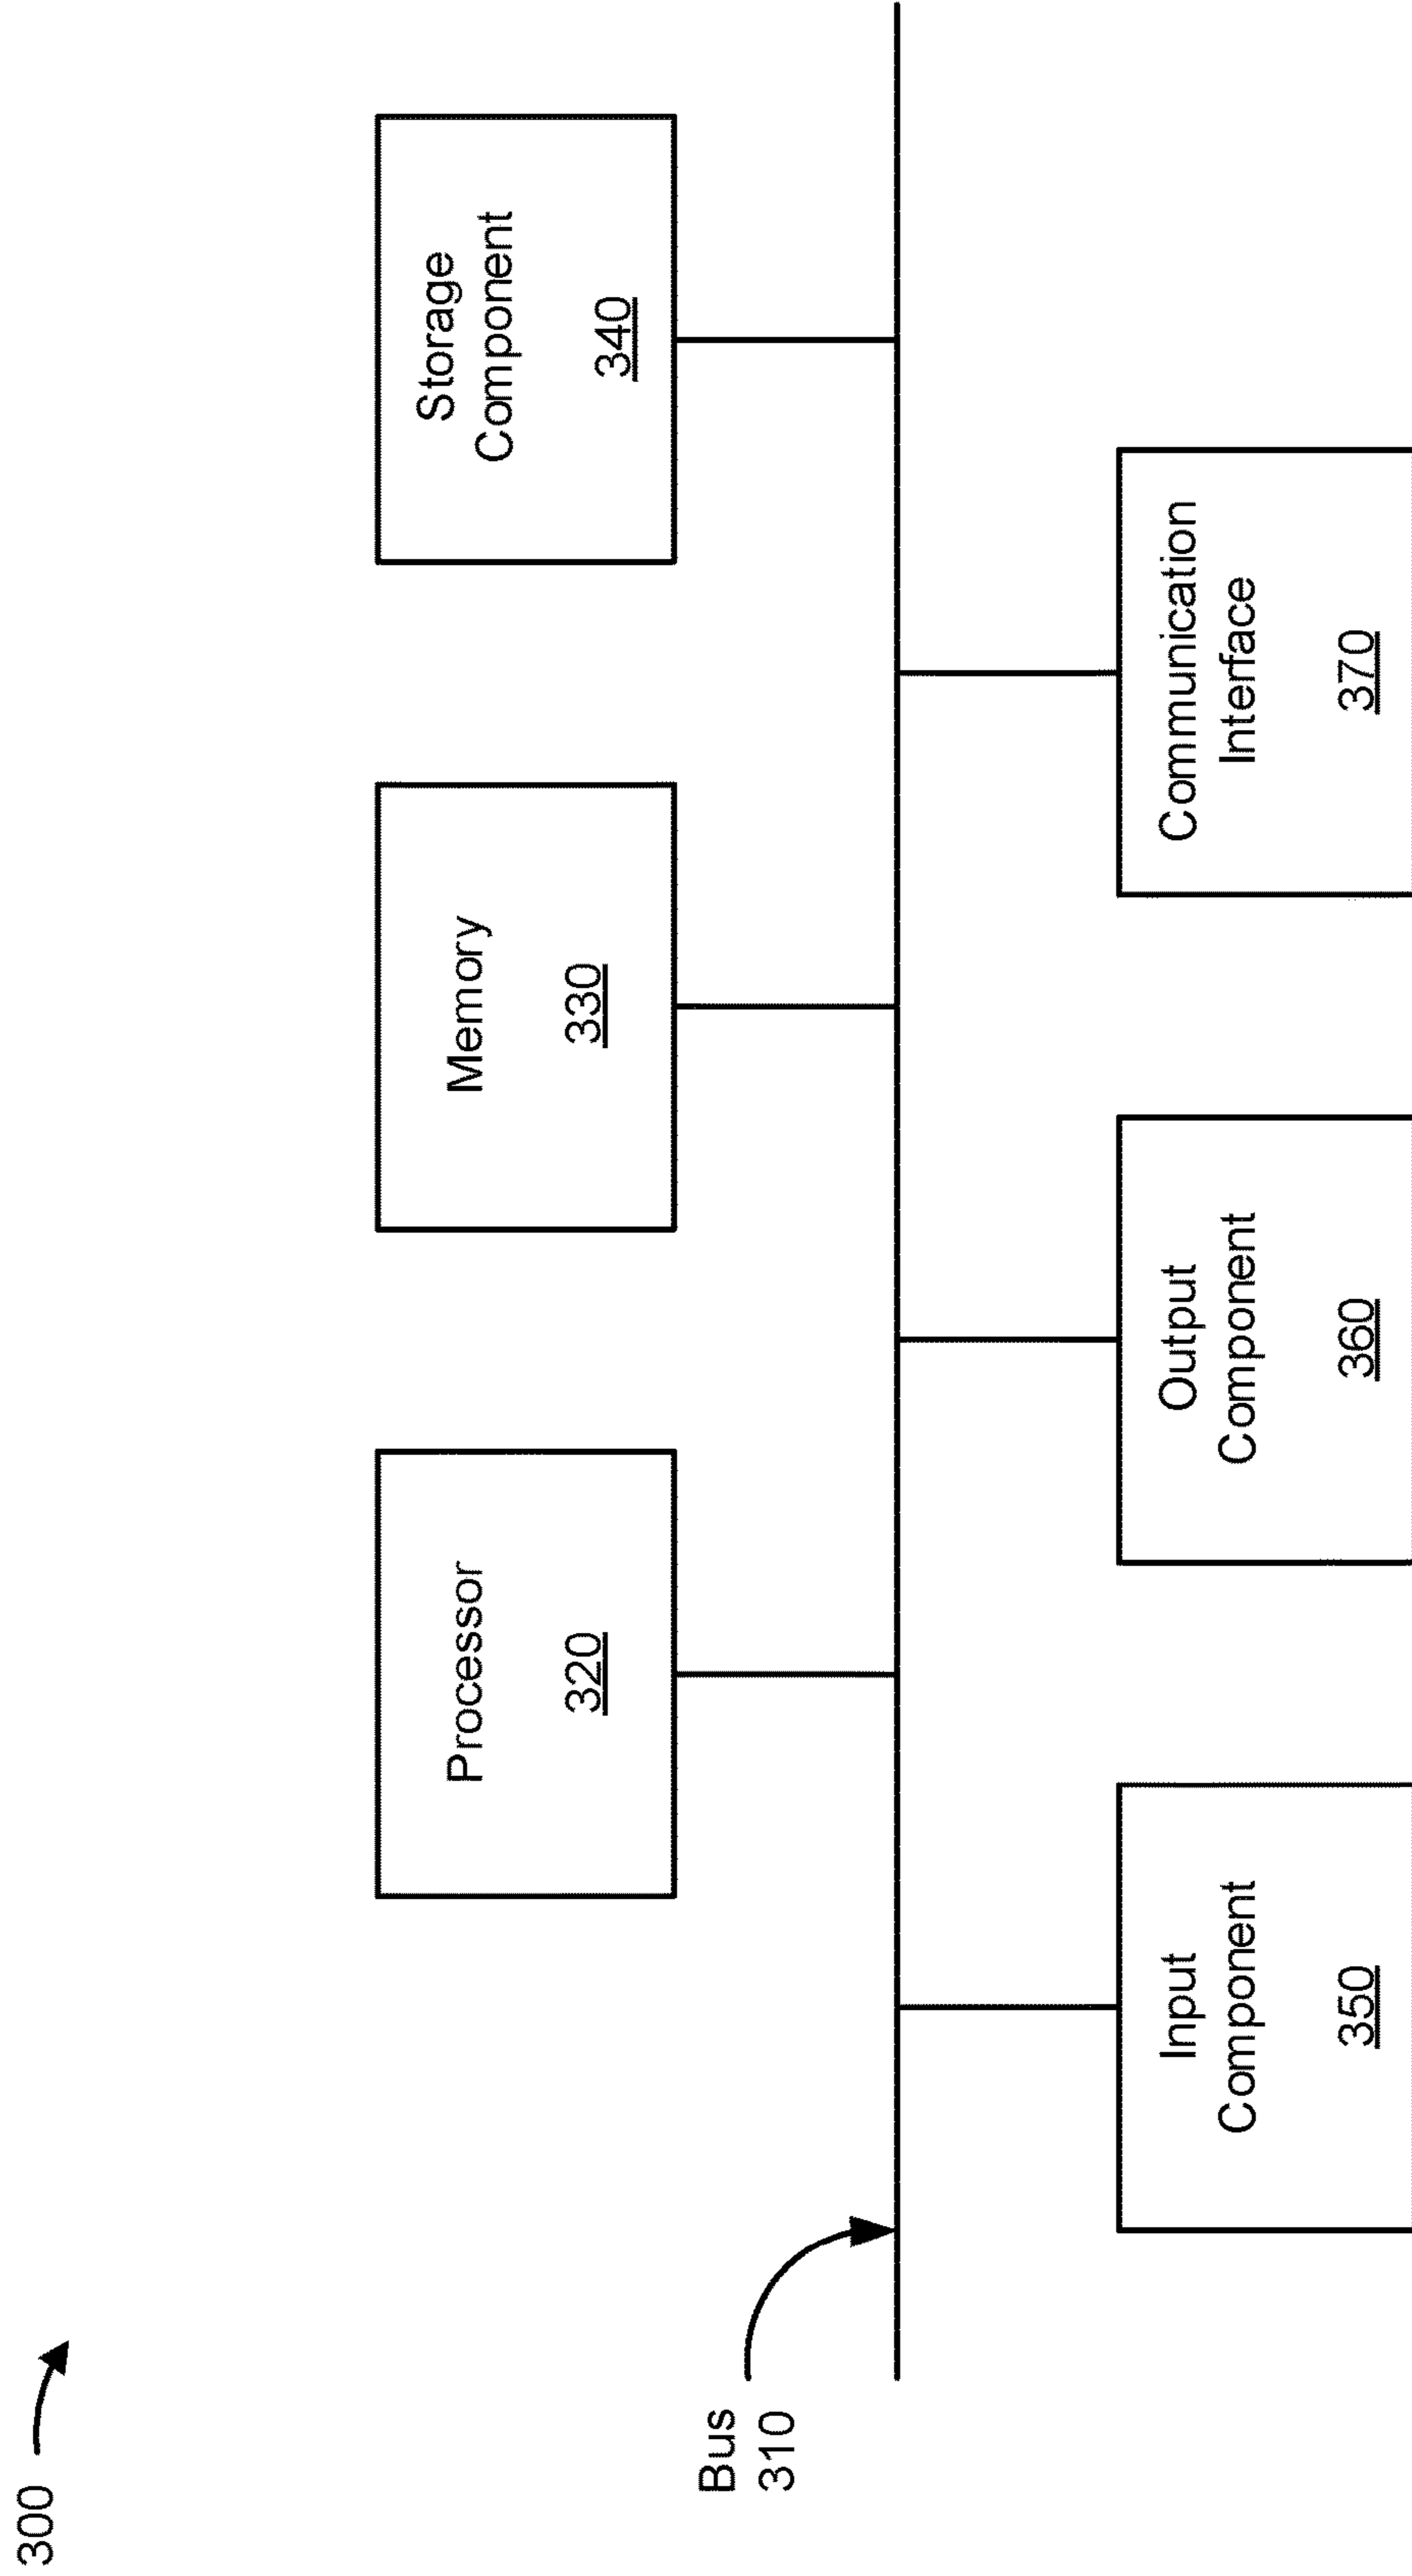 300
Processor
320
Memory
330
Storage
Component
340
Bus
310
Input
Component
350
Output
Component
360
Communication
Interface
370